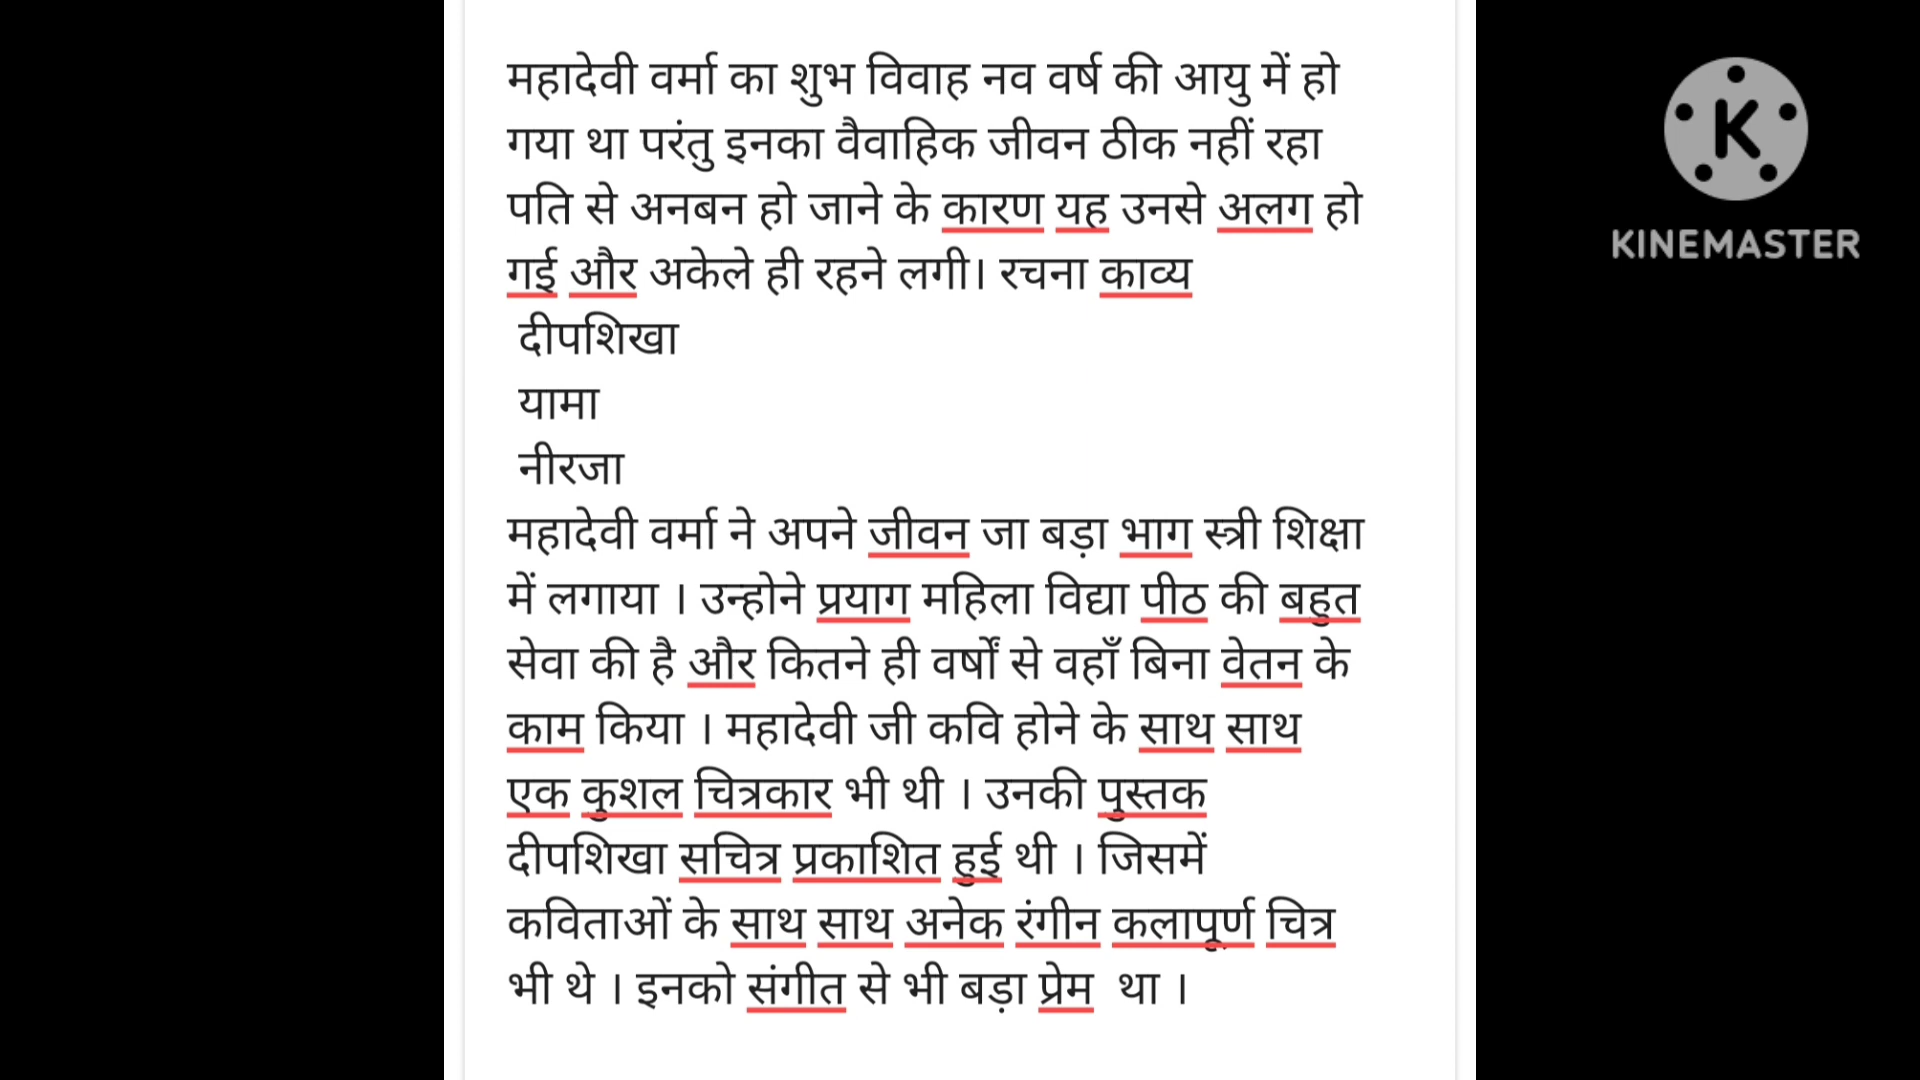 महादेवी वर्मा का शुभ विवाह नव वर्ष की आयु में हो
गया था परंतु इनका वैवाहिक जीवन ठीक नहीं रहा
पति से अनबन हो जाने के कारण यह उनसे अलग हो
गई और अकेले ही रहने लगी। रचना काव्य
दीपशिखा
यामा
नीरजा
महादेवी वर्मा ने अपने जीवन जा बड़ा भाग स्त्री शिक्षा
में लगाया । उन्होने प्रयाग महिला विद्या पीठ की बहुत
सेवा की है और कितने ही वर्षों से वहाँ बिना वेतन के
काम किया । महादेवी जी कवि होने के साथ साथ
एक कुशल चित्रकार भी थी । उनकी पुस्तक
दीपशिखा सचित्र प्रकाशित हुई थी । जिसमें
कविताओं के साथ साथ अनेक रंगीन कलापूर्ण चित्र
भी थे । इनको संगीत से भी बड़ा प्रेम था ।
K
KINEMASTER